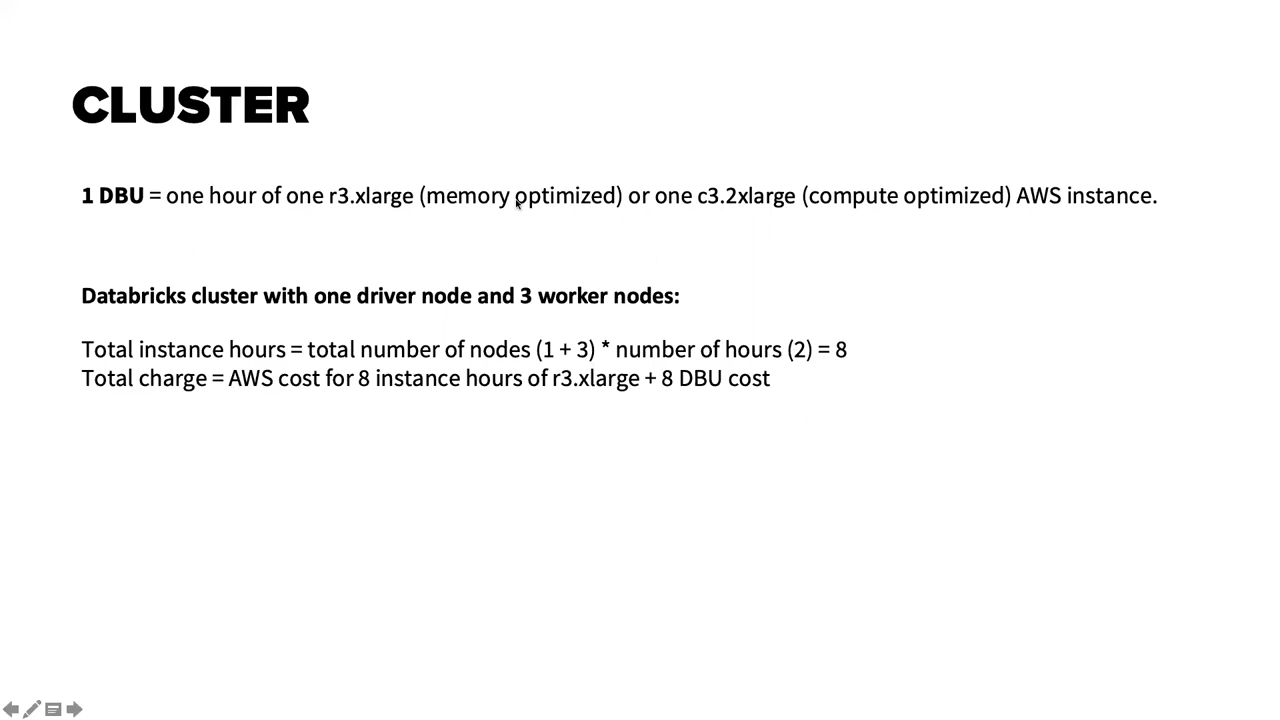 CLUSTER
1 DBU = one hour of one r3.xlarge (memory optimized) or one c3.2xlarge (compute optimized) AWS instance.
Databricks cluster with one driver node and 3 worker nodes:
Total instance hours = total number of nodes (1 + 3) * number of hours (2) = 8
Total charge = AWS cost for 8 instance hours of r3.xlarge + 8 DBU cost